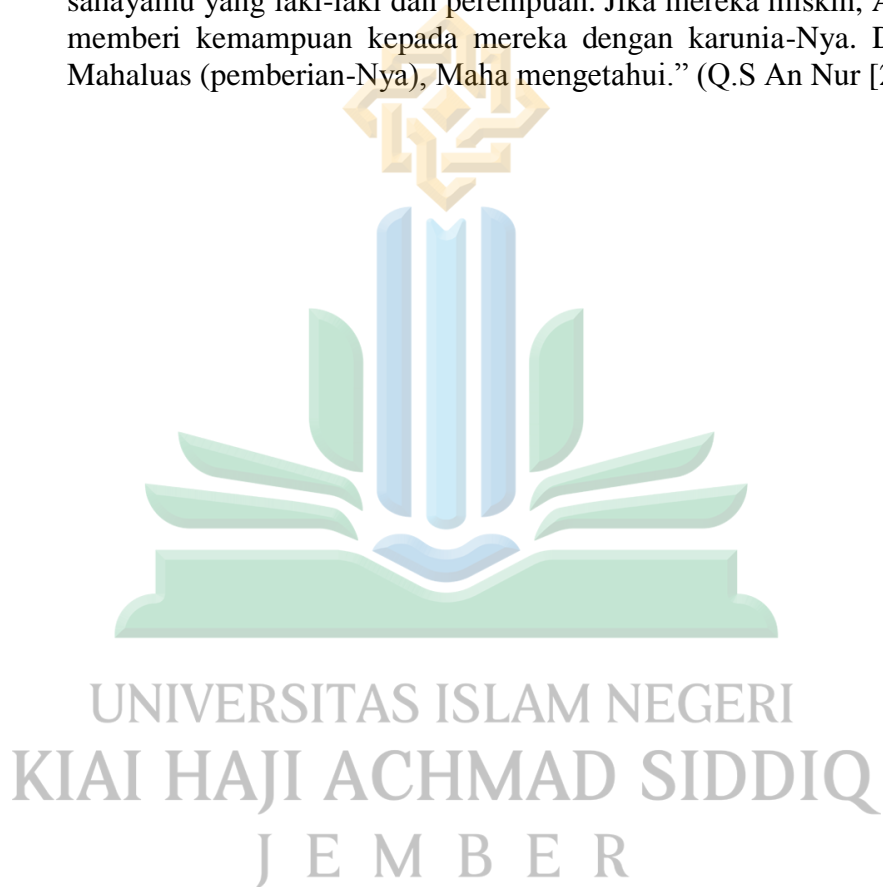 yang laki-laki dan perempuan. Jika mereka miskin,
memberi kemampuan kepada mereka dengan karunia-Nya.
Mahaluas (pemberian-Nya), Maha mengetahui.” (Q.S An Nur
UNIVERSITAS ISLAM NEGERI
KIAI HAJI ACHMAD SIDDIQ
JEMBER